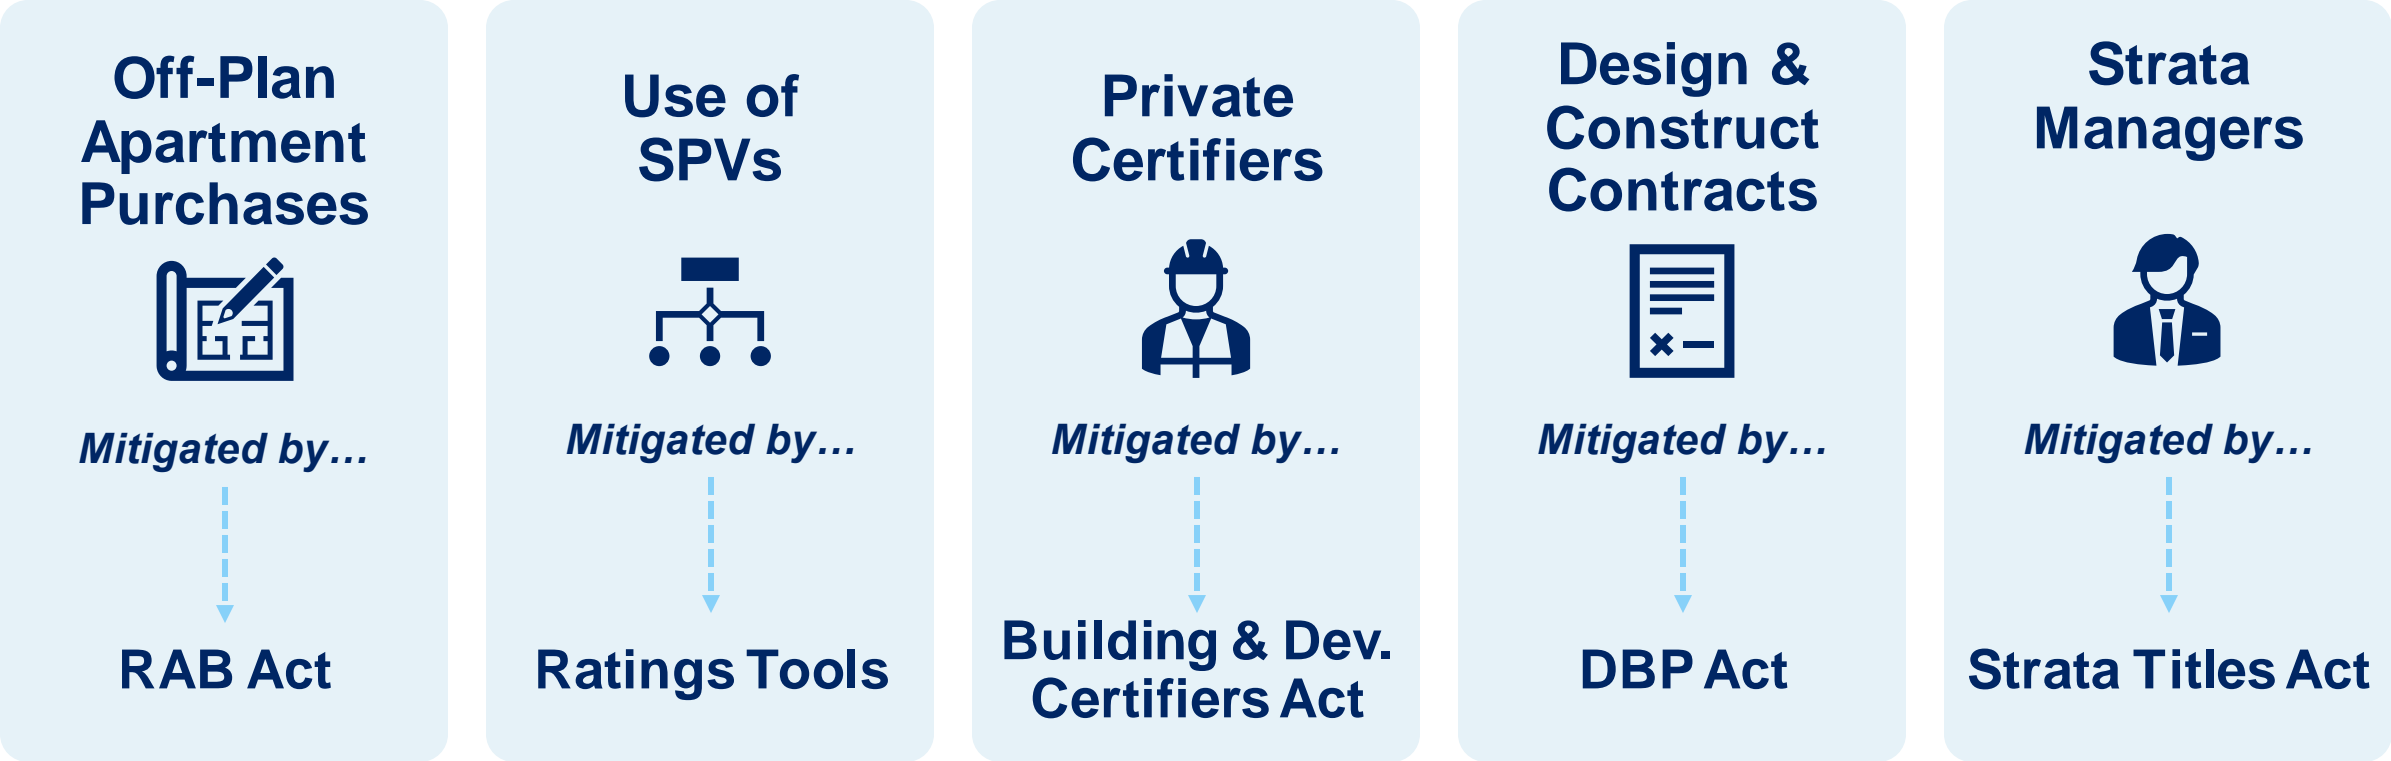 Off-Plan
Apartment
Purchases
Mitigated by…
RAB Act
Use of
SPVs
Mitigated by…
Ratings Tools
Private
Certifiers
Mitigated by…
Building & Dev.
Certifiers Act
Design &
Construct
Contracts
Mitigated by…
DBP Act
Strata
Managers
Mitigated by…
Strata Titles Act